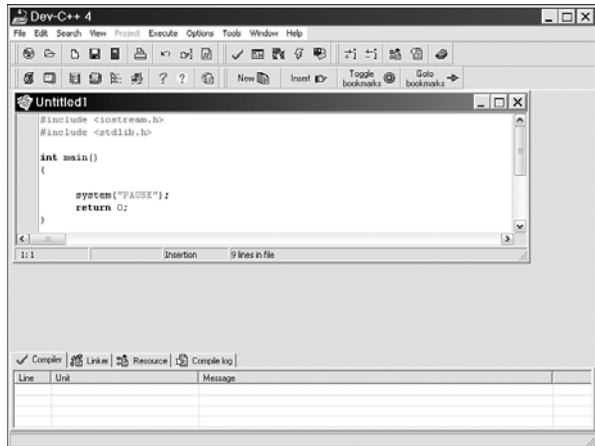 Dev-C++ 4
File Edit Search View Project Execute Options Tools Window Help
New Insert Toggle bookmarks Goto bookmarks
Untitled1
#include <iostream.h>
#include <stdlib.h>
int main()
{
system("PAUSE");
return 0;
}
1:1 Insertion 9 lines in file
Compiler Linker Resource Compile log
Line Unit Message